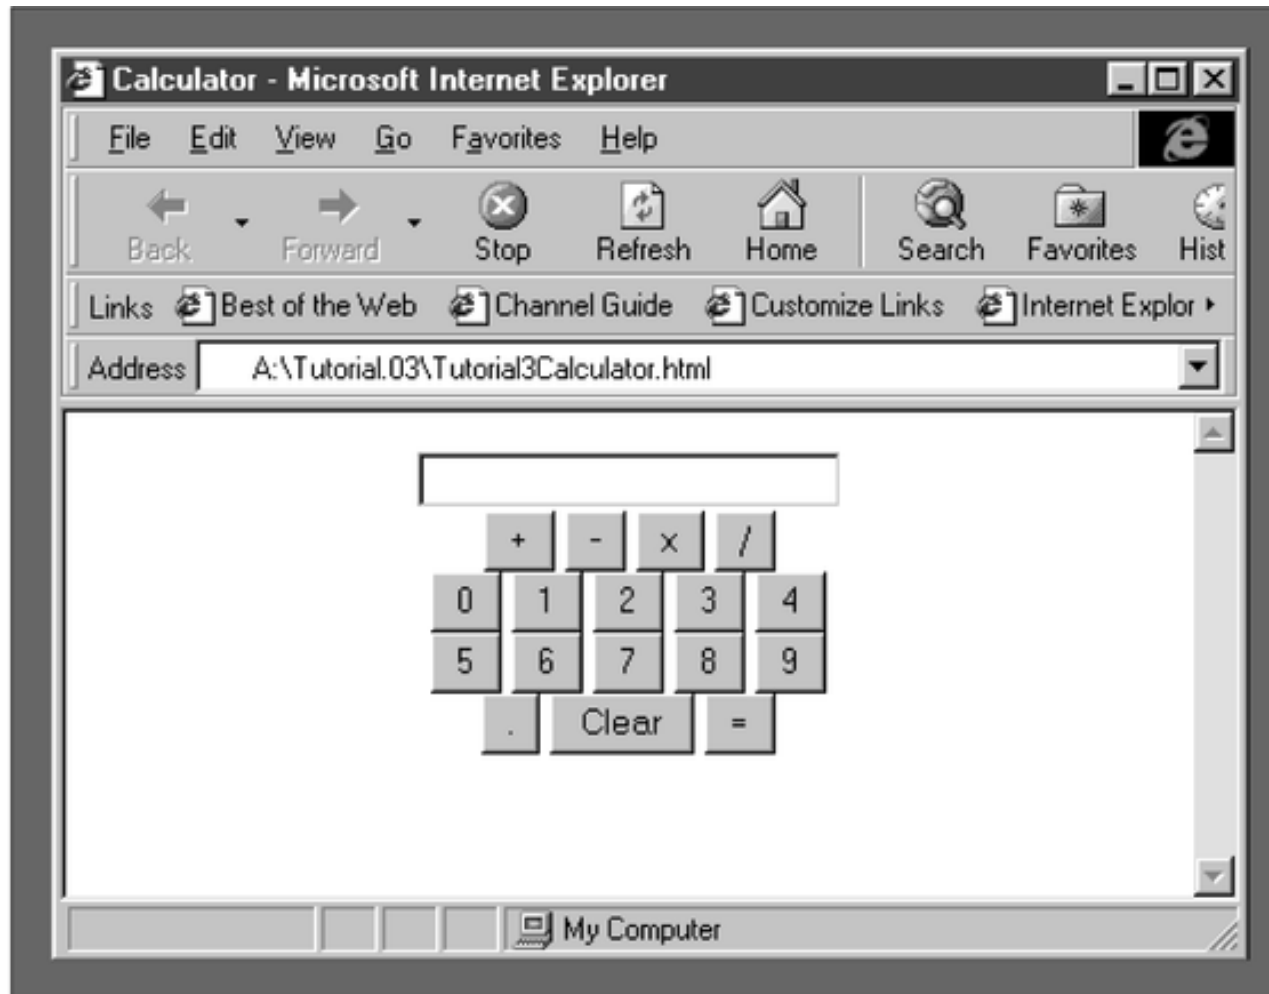 Calculator - Microsoft Internet Explorer
File Edit View Go Favorites Help
Back Forward Stop Refresh Home Search Favorites Hist
Links Best of the Web Channel Guide Customize Links Internet Explor
Address A:\Tutorial.03\Tutorial3Calculator.html
+ - x /
0 1 2 3 4
5 6 7 8 9
. Clear =
My Computer